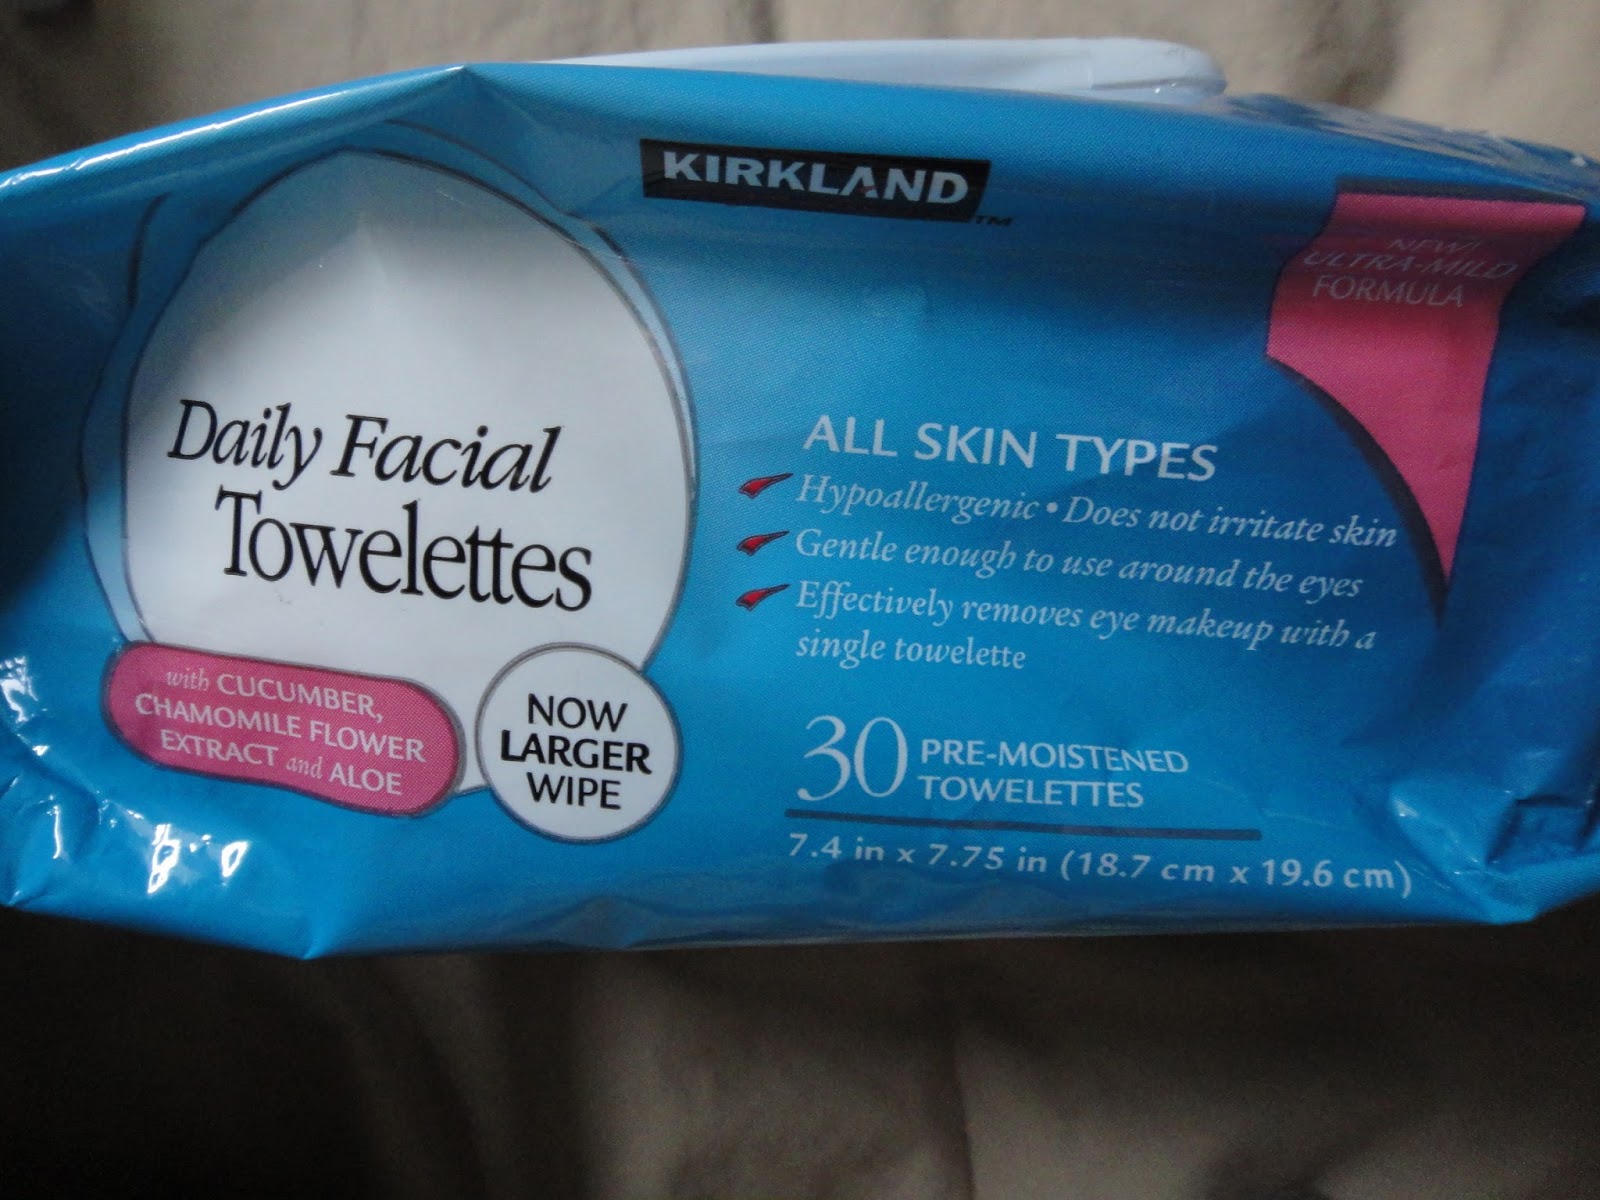 KIRKLAND™
NEW!
ULTRA-MILD
FORMULA
Daily Facial
Towelettes
with CUCUMBER,
CHAMOMILE FLOWER
EXTRACT and ALOE
NOW
LARGER
WIPE
ALL SKIN TYPES
Hypoallergenic • Does not irritate skin
Gentle enough to use around the eyes
Effectively removes eye makeup with a
single towelette
30 PRE-MOISTENED
TOWELETTES
7.4 in x 7.75 in (18.7 cm x 19.6 cm)